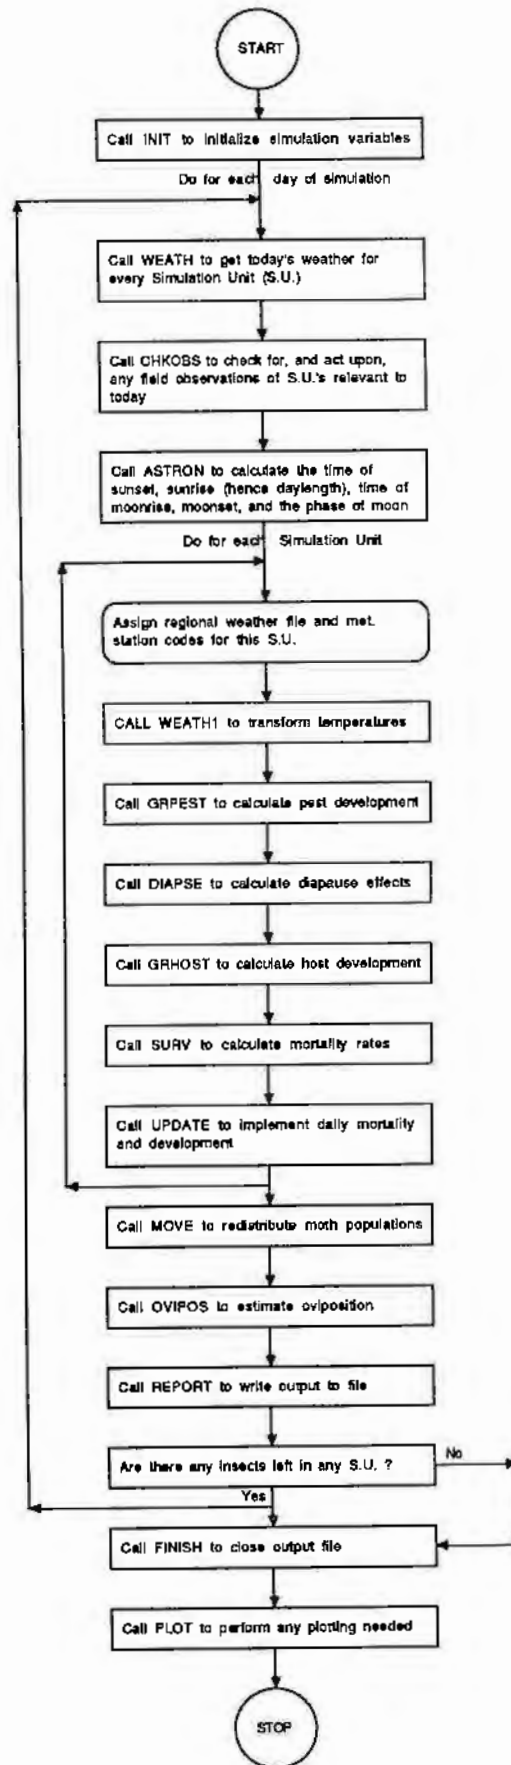 START
Call INIT to initialize simulation variables
Do for each day of simulation
Call WEATH to get today's weather for
every Simulation Unit (S.U.)
Call CHKOBS to check for, and act upon,
any field observations of S.U.'s relevant to
today
Call ASTRON to calculate the time of
sunset, sunrise (hence daylength), time of
moonrise, moonset, and the phase of moon
Do for each Simulation Unit
Assign regional weather file and met.
station codes for this S.U.
CALL WEATH1 to transform temperatures
Call GRPEST to calculate pest development
Call DIAPSE to calculate diapause effects
Call GRHOST to calculate host development
Call SURV to calculate mortality rates
Call UPDATE to implement daily mortality
and development
Call MOVE to redistribute moth populations
Call OVIPOS to estimate oviposition
Call REPORT to write output to file
Are there any insects left in any S.U. ?
No
Yes
Call FINISH to close output file
Call PLOT to perform any plotting needed
STOP